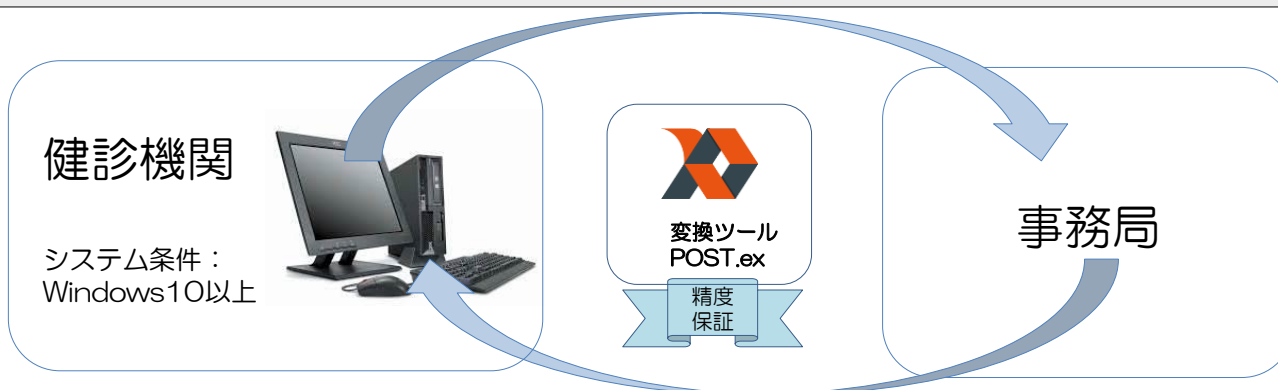 健診機関
システム条件：
Windows10以上
変換ツール
POST.ex
精度
保証
事務局